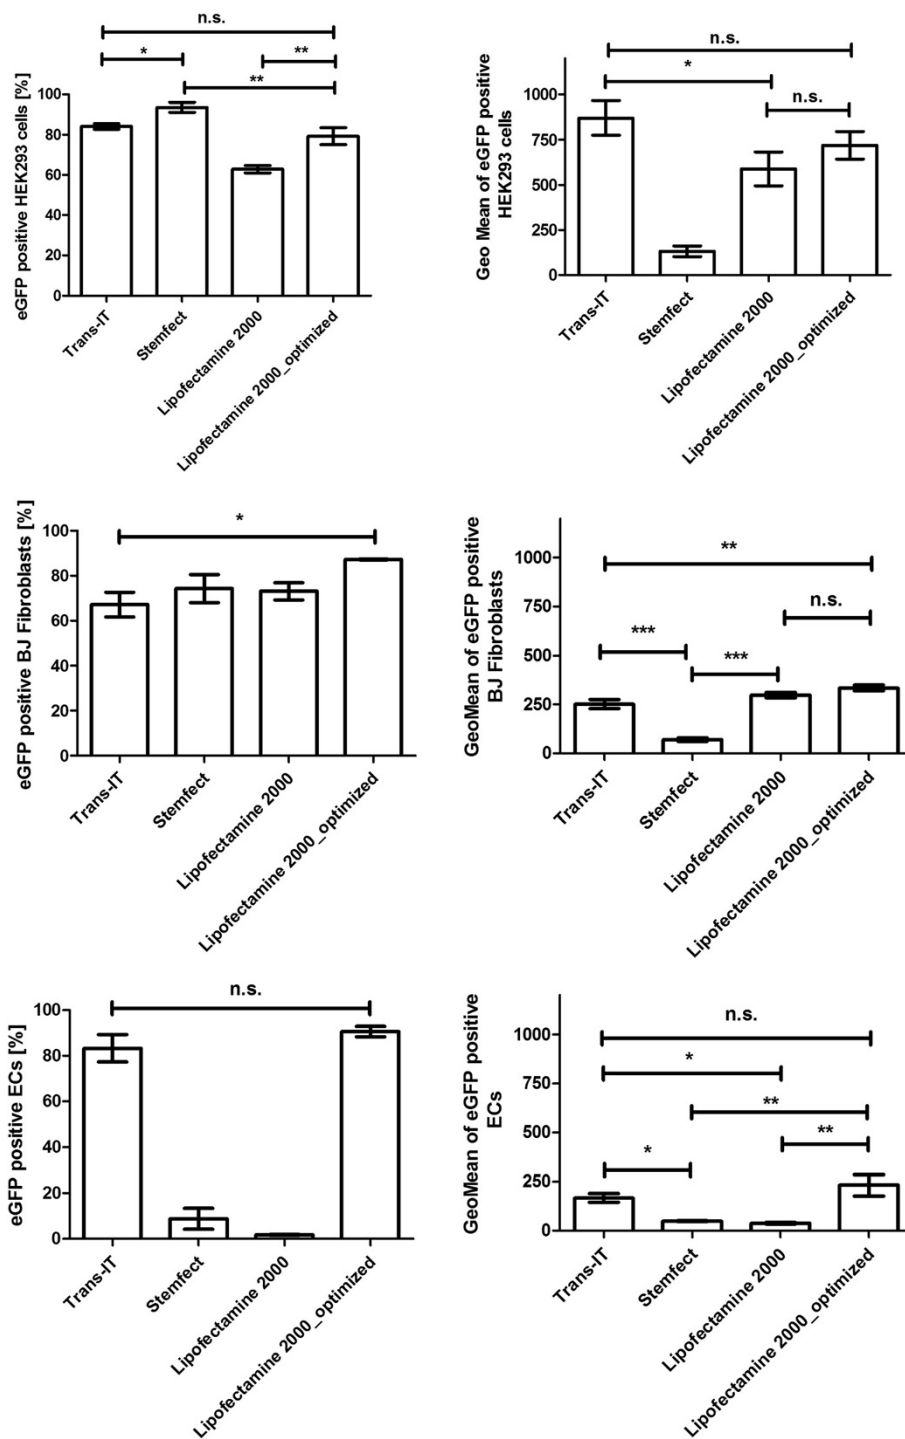 n.s.
*
**
**
eGFP positive HEK293 cells [%]
100
80
60
40
20
0
Trans-IT
Stemfect
Lipofectamine 2000
Lipofectamine 2000_optimized
n.s.
*
n.s.
Geo Mean of eGFP positive
HEK293 cells
1000
750
500
250
0
Trans-IT
Stemfect
Lipofectamine 2000
Lipofectamine 2000_optimized
*
eGFP positive BJ Fibroblasts [%]
100
80
60
40
20
0
Trans-IT
Stemfect
Lipofectamine 2000
Lipofectamine 2000_optimized
**
n.s.
***
***
GeoMean of eGFP positive
BJ Fibroblasts
1000
750
500
250
0
Trans-IT
Stemfect
Lipofectamine 2000
Lipofectamine 2000_optimized
n.s.
eGFP positive ECs [%]
100
80
60
40
20
0
Trans-IT
Stemfect
Lipofectamine 2000
Lipofectamine 2000_optimized
n.s.
*
**
**
*
GeoMean of eGFP positive
ECs
1000
750
500
250
0
Trans-IT
Stemfect
Lipofectamine 2000
Lipofectamine 2000_optimized